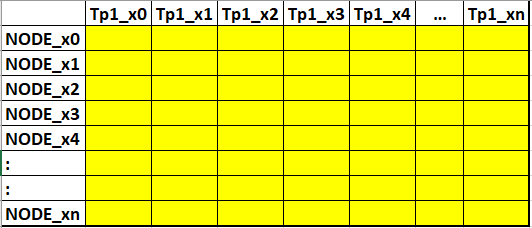 Tp1_x0 Tp1_x1 Tp1_x2 Tp1_x3 Tp1_x4 ... Tp1_xn
NODE_x0
NODE_x1
NODE_x2
NODE_x3
NODE_x4
:
:
NODE_xn